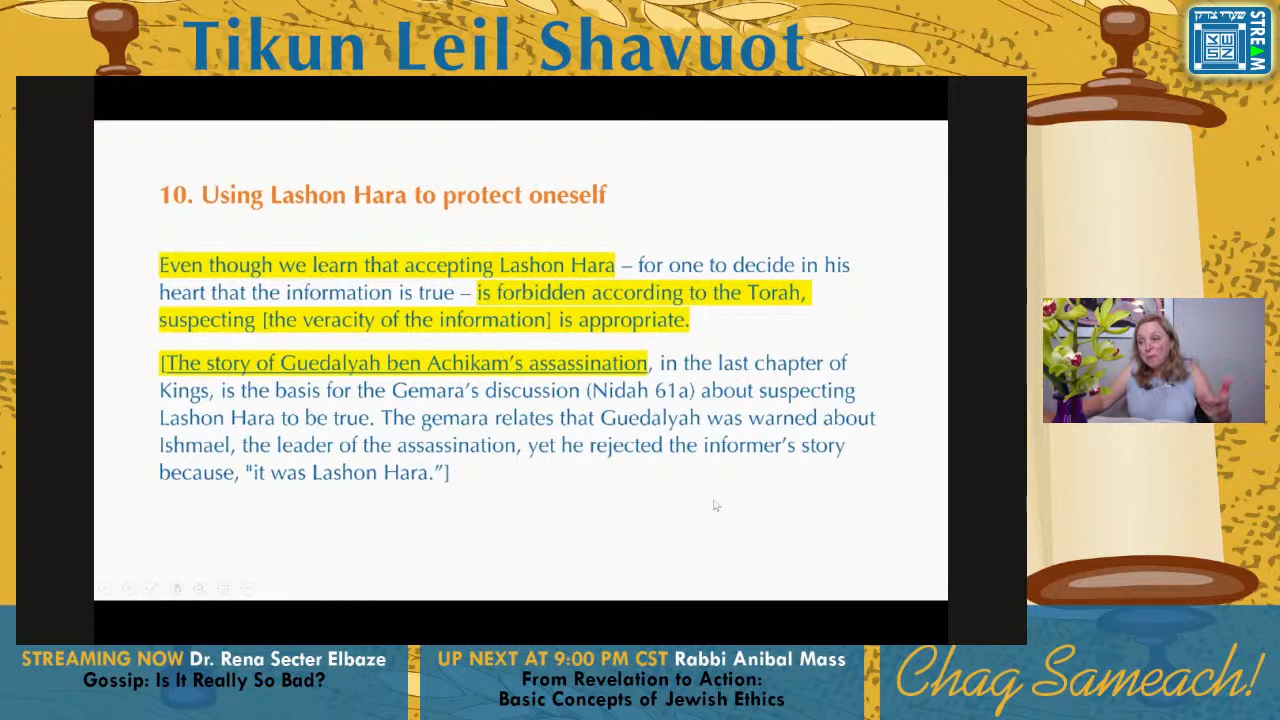 Tikun Leil Shavuot
שערי צדק
STREAM
10. Using Lashon Hara to protect oneself
Even though we learn that accepting Lashon Hara – for one to decide in his
heart that the information is true – is forbidden according to the Torah,
suspecting [the veracity of the information] is appropriate.
[The story of Guedalyah ben Achikam’s assassination, in the last chapter of
Kings, is the basis for the Gemara’s discussion (Nidah 61a) about suspecting
Lashon Hara to be true. The gemara relates that Guedalyah was warned about
Ishmael, the leader of the assassination, yet he rejected the informer’s story
because, "it was Lashon Hara.”]
STREAMING NOW Dr. Rena Secter Elbaze
Gossip: Is It Really So Bad?
UP NEXT AT 9:00 PM CST Rabbi Anibal Mass
From Revelation to Action:
Basic Concepts of Jewish Ethics
Chag Sameach!